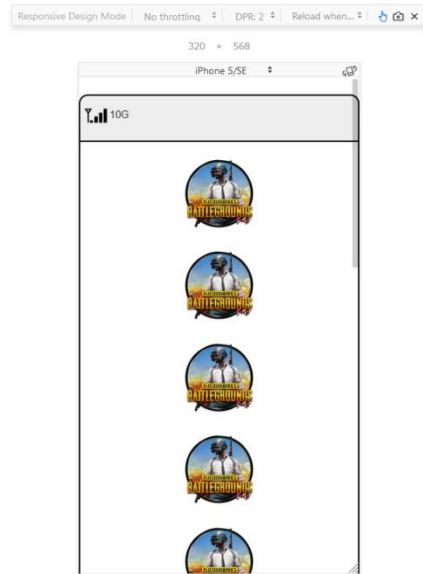 Responsive Design Mode No throttling DPR: 2 Reload when...
320 × 568
iPhone 5/SE
10G
BATTLEGROUNDS
BATTLEGROUNDS
BATTLEGROUNDS
BATTLEGROUNDS